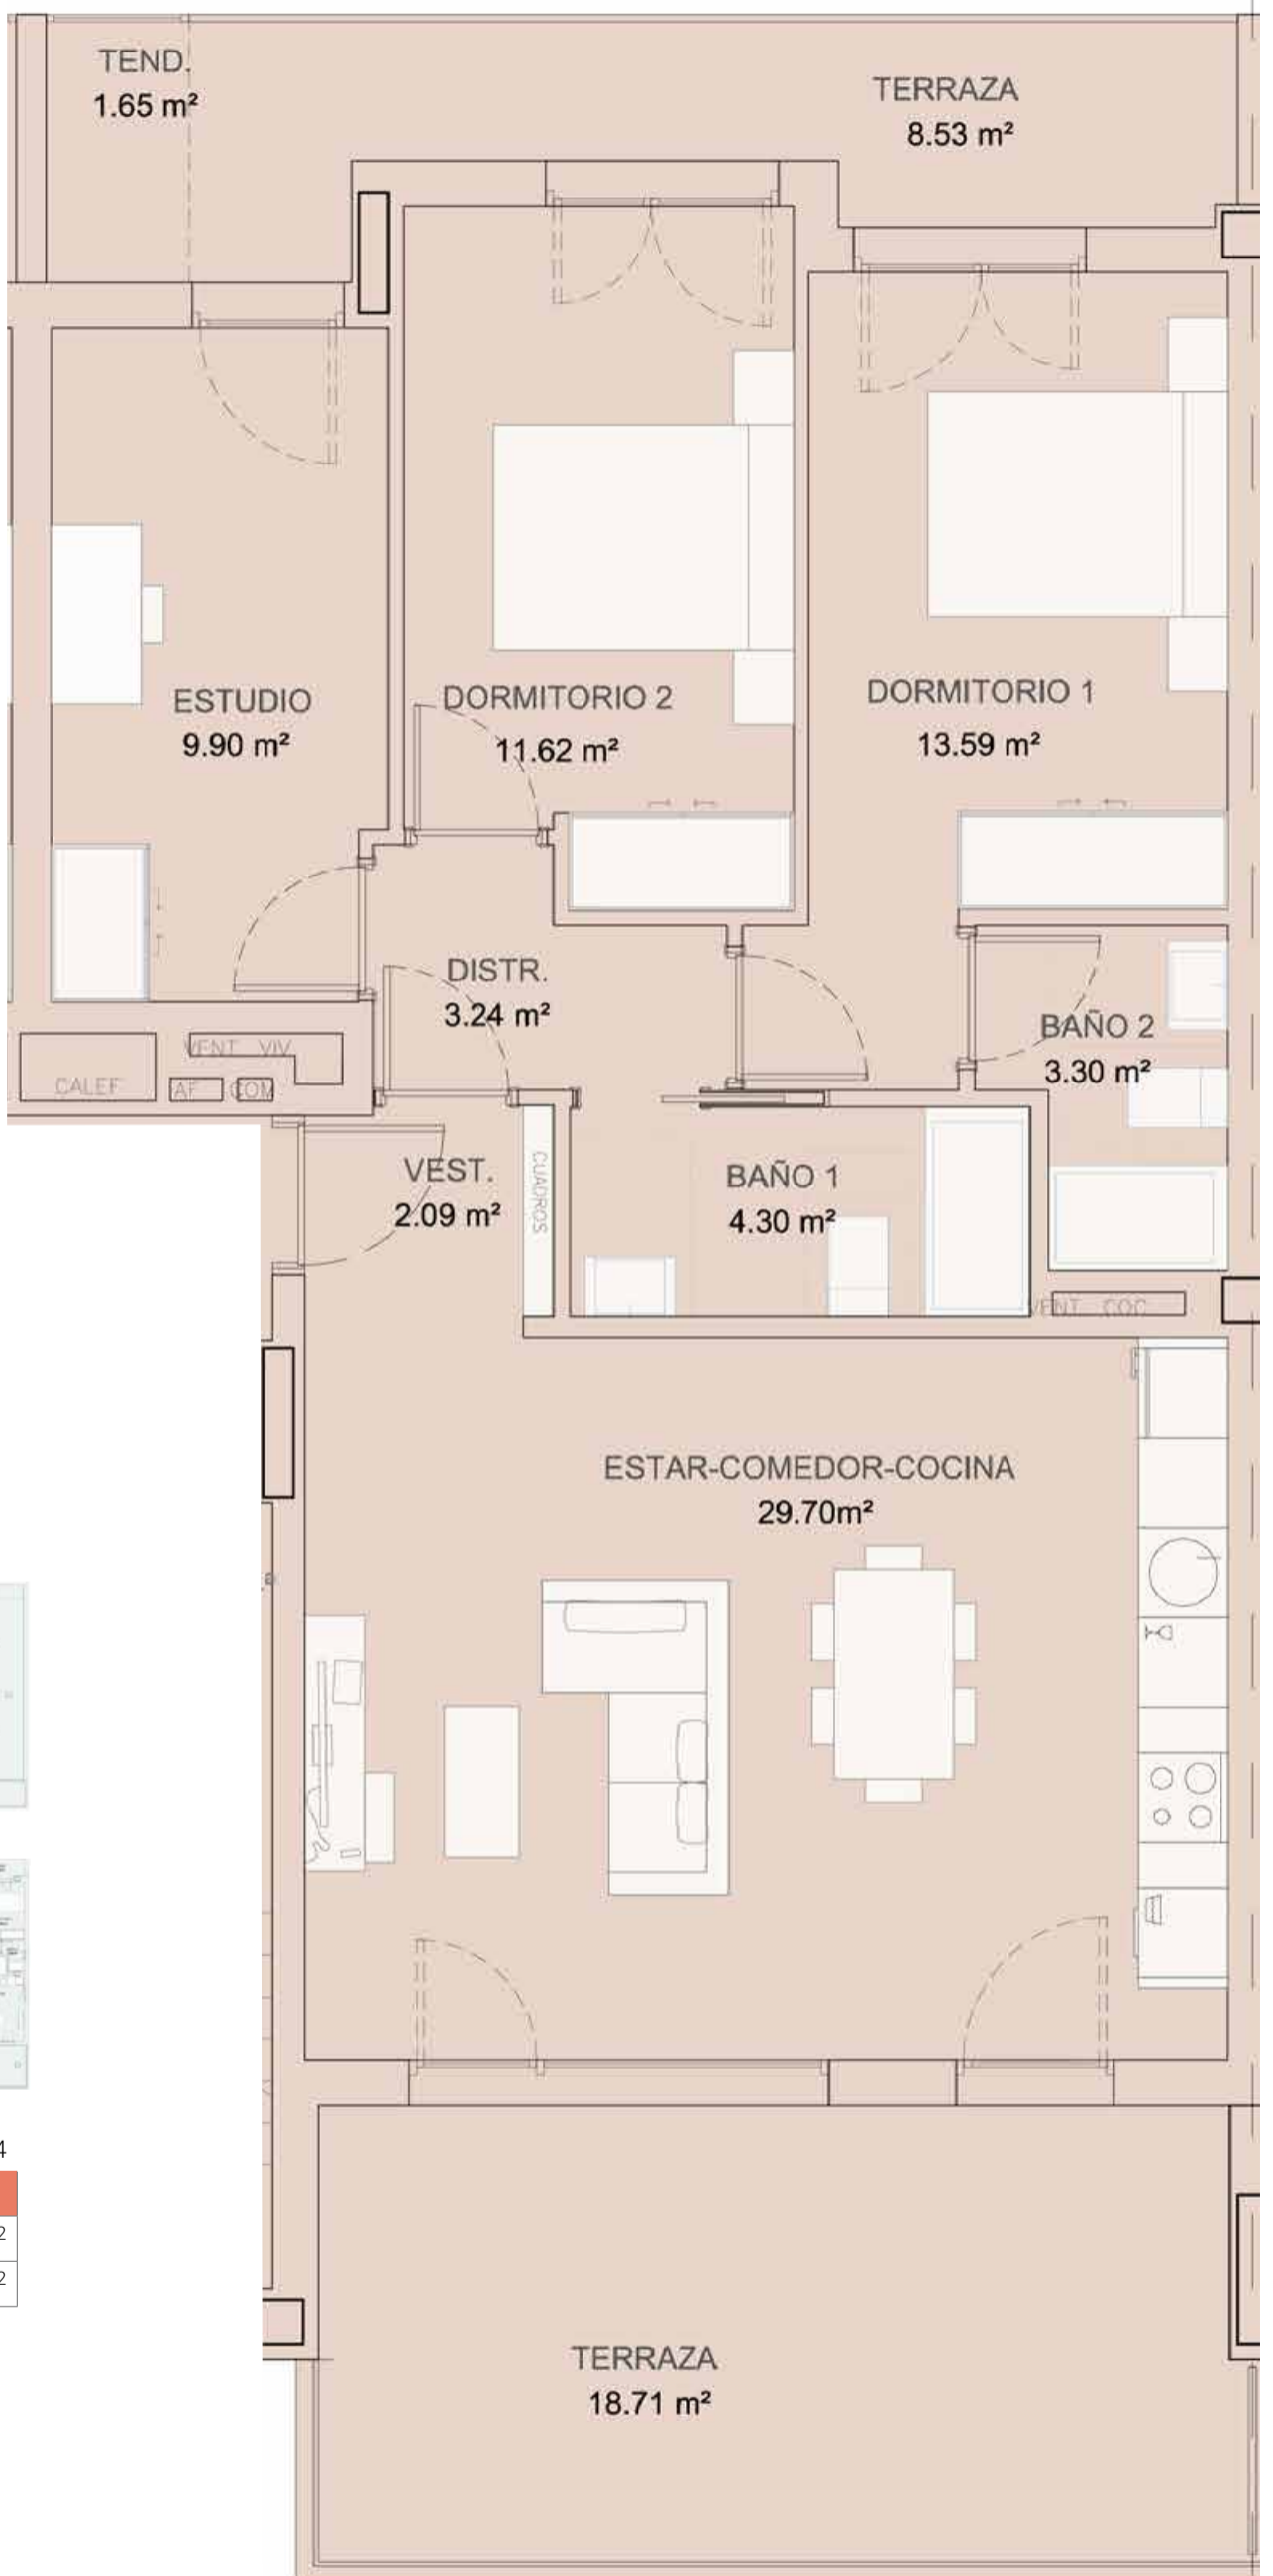 TEND.
1.65 m²
TERRAZA
8.53 m²
ESTUDIO
9.90 m²
DORMITORIO 2
11.62 m²
DORMITORIO 1
13.59 m²
DISTR.
3.24 m²
BAÑO 2
3.30 m²
VENT VIV
CALEF
AF COM
VEST.
2.09 m²
CUADROS
BAÑO 1
4.30 m²
VENT COC
ESTAR-COMEDOR-COCINA
29.70m²
4
2
2
TERRAZA
18.71 m²